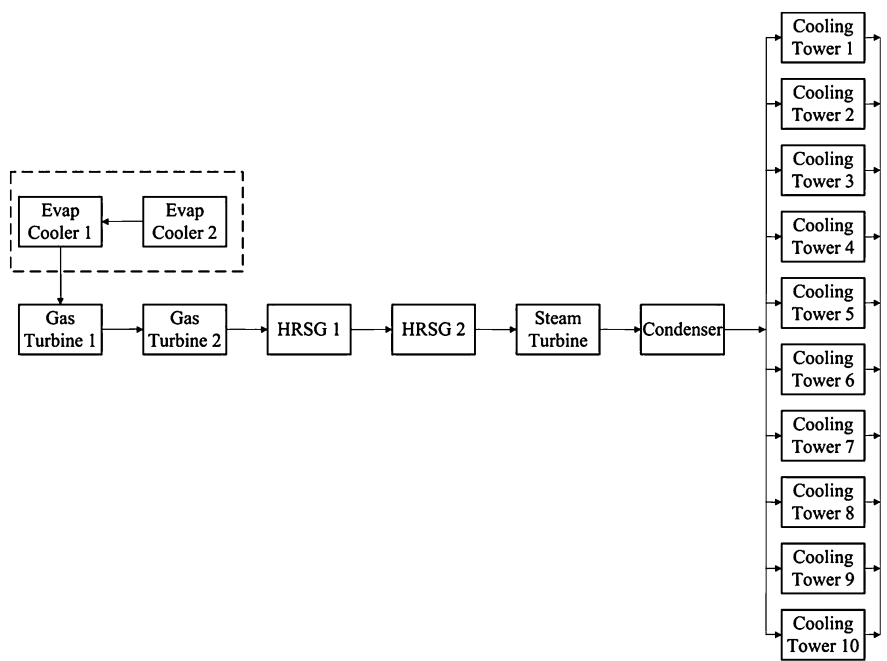 Evap
Cooler 1
Evap
Cooler 2
Gas
Turbine 1
Gas
Turbine 2
HRSG 1
HRSG 2
Steam
Turbine
Condenser
Cooling
Tower 1
Cooling
Tower 2
Cooling
Tower 3
Cooling
Tower 4
Cooling
Tower 5
Cooling
Tower 6
Cooling
Tower 7
Cooling
Tower 8
Cooling
Tower 9
Cooling
Tower 10